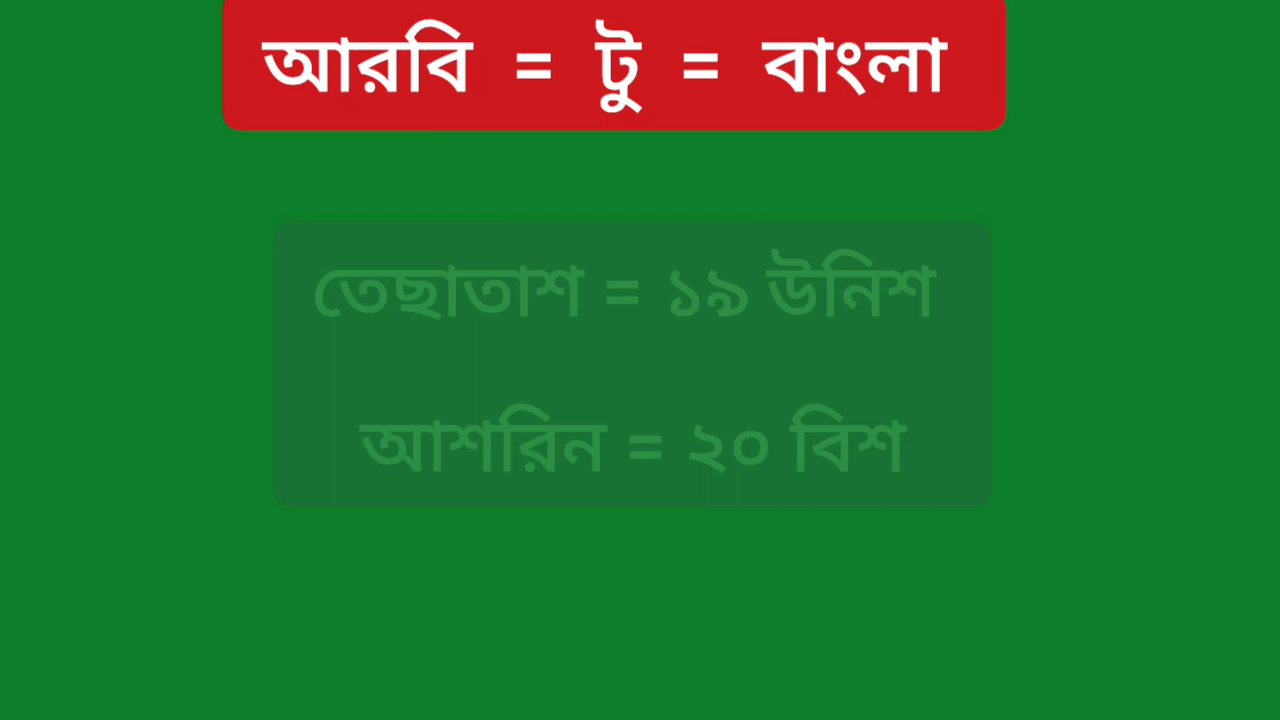 আরবি = টু = বাংলা
তেছাতাশ = ১৯ উনিশ
আশরিন = ২০ বিশ